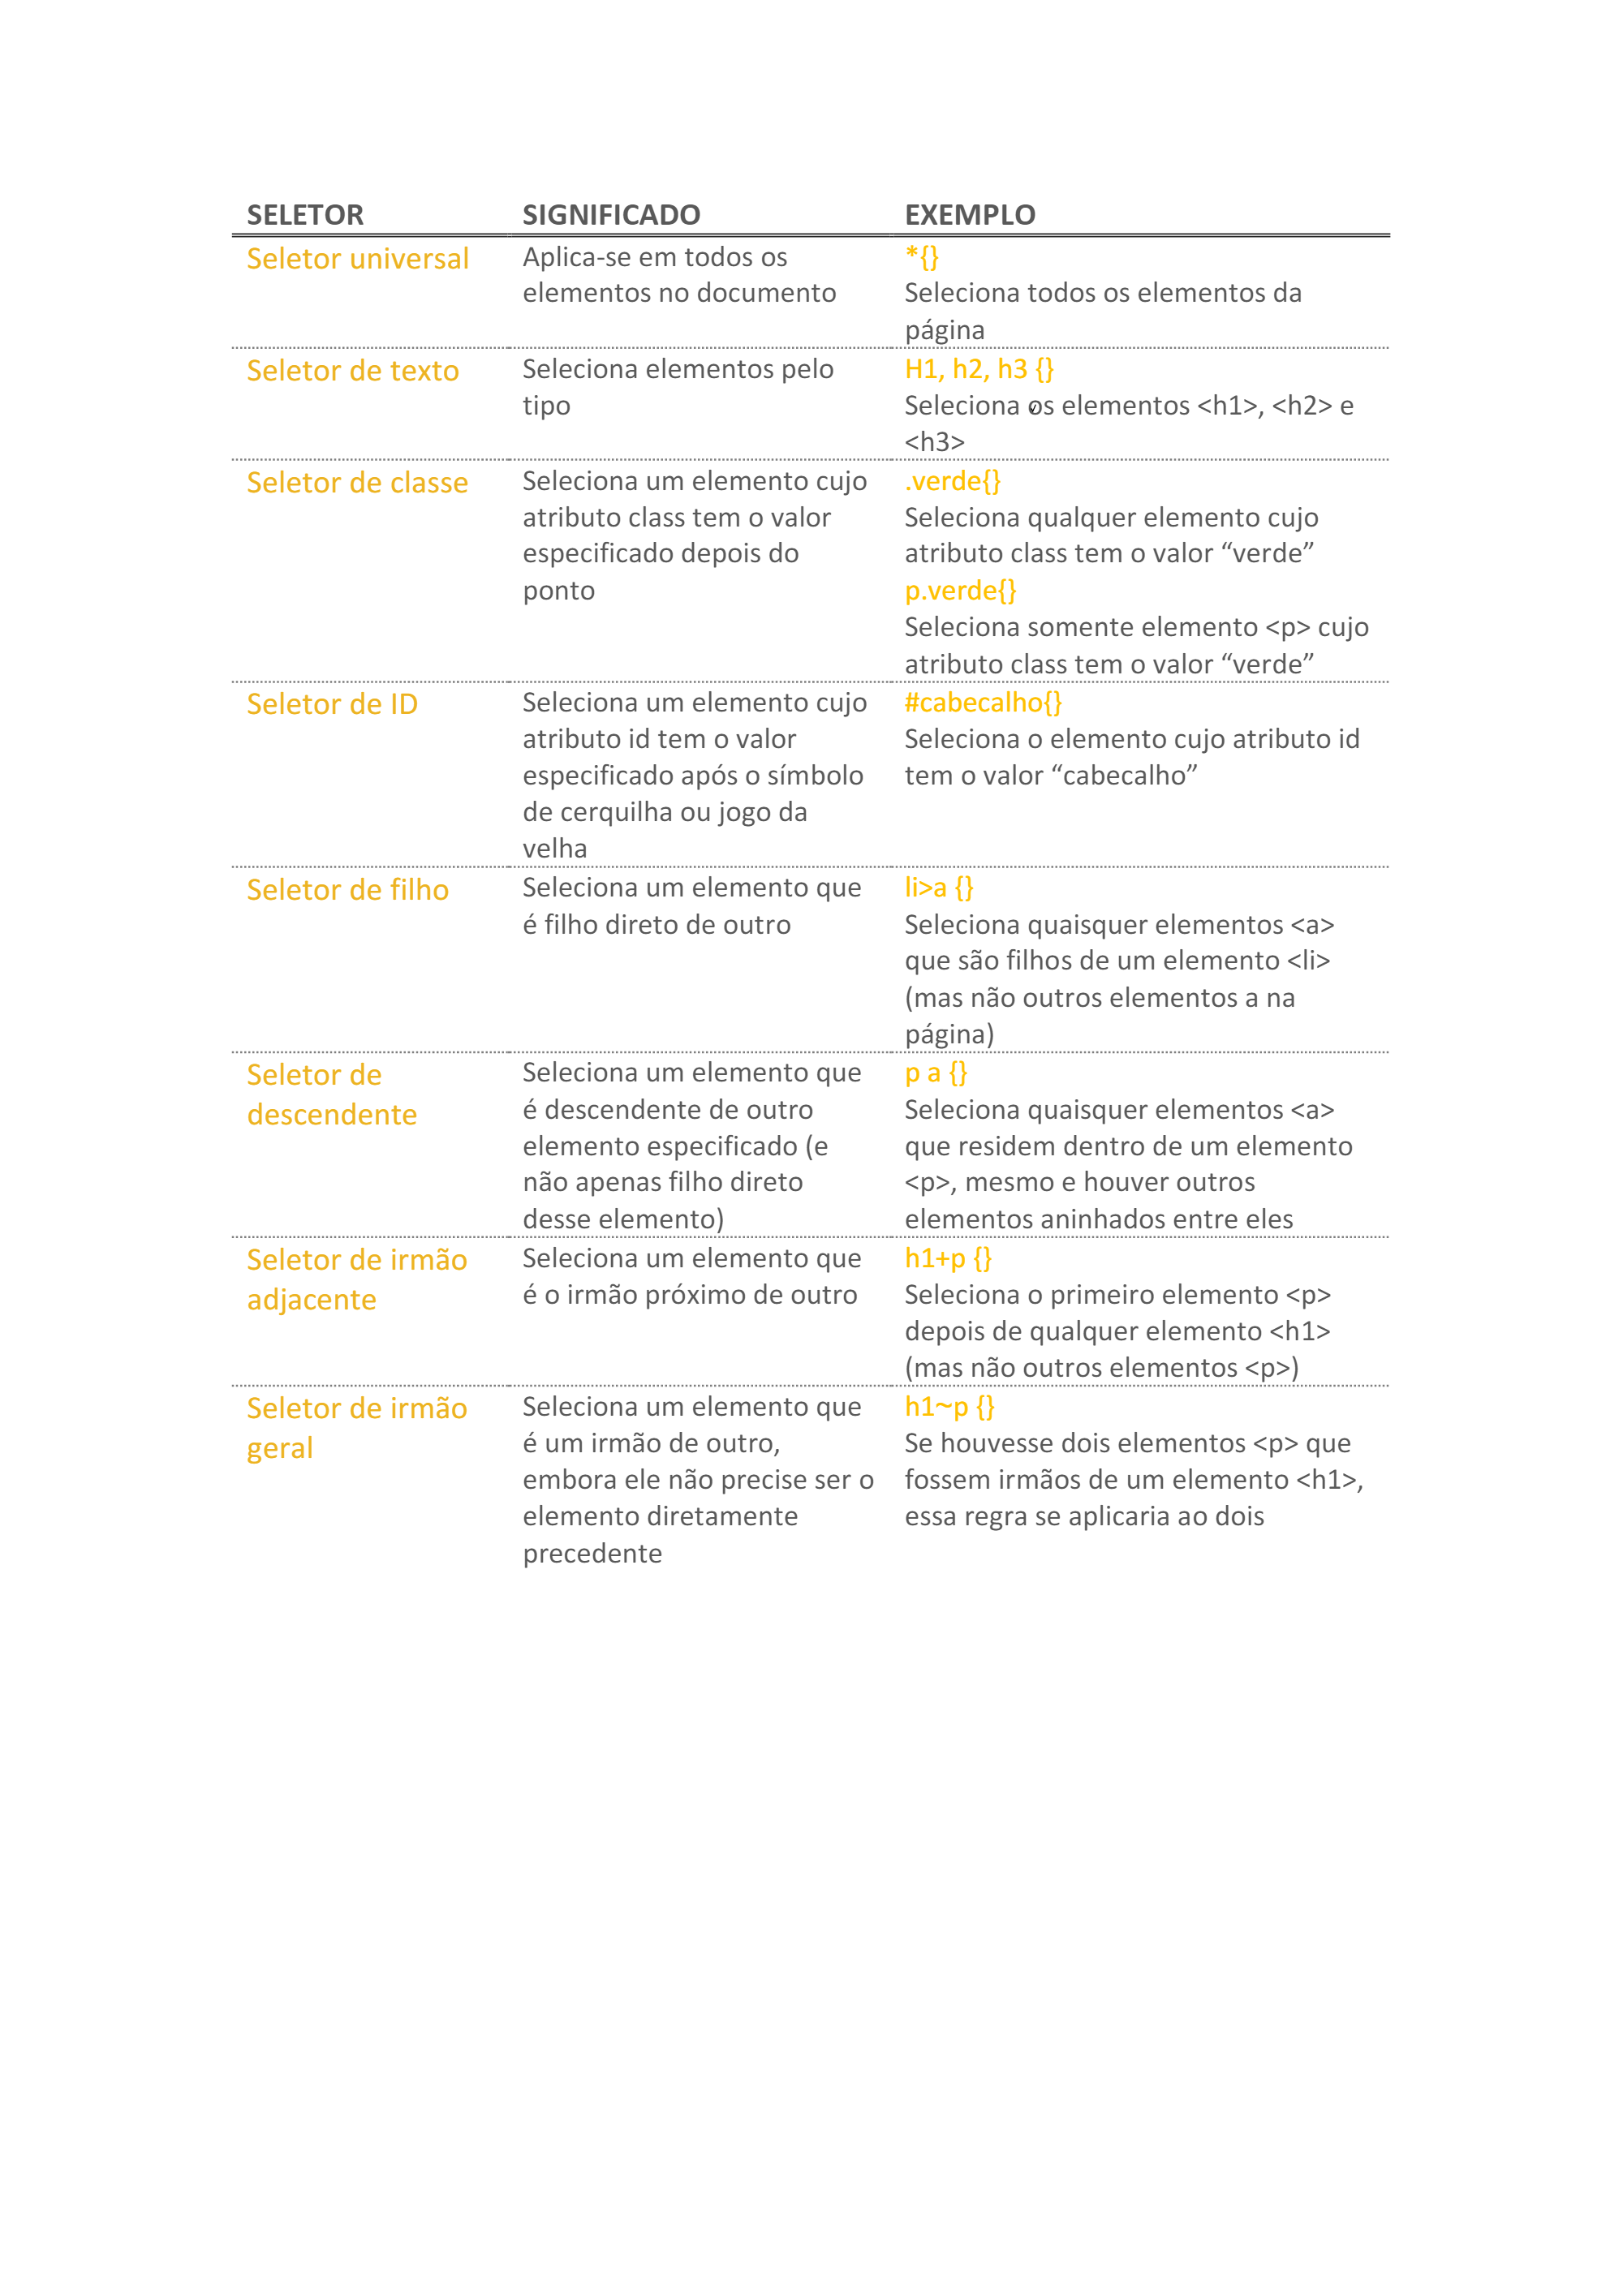 SELETOR SIGNIFICADO EXEMPLO
Seletor universal
Aplica-se em todos os
elementos no documento
*{}
Seleciona todos os elementos da
página
Seletor de texto
Seleciona elementos pelo
tipo
H1, h2, h3 {}
Seleciona os elementos <h1>, <h2> e
<h3>
Seletor de classe
Seleciona um elemento cujo
atributo class tem o valor
especificado depois do
ponto
.verde{}
Seleciona qualquer elemento cujo
atributo class tem o valor “verde”
p.verde{}
Seleciona somente elemento <p> cujo
atributo class tem o valor “verde”
Seletor de ID
Seleciona um elemento cujo
atributo id tem o valor
especificado após o símbolo
de cerquilha ou jogo da
velha
#cabecalho{}
Seleciona o elemento cujo atributo id
tem o valor “cabecalho”
Seletor de filho
Seleciona um elemento que
é filho direto de outro
li>a {}
Seleciona quaisquer elementos <a>
que são filhos de um elemento <li>
(mas não outros elementos a na
página)
Seletor de
descendente
Seleciona um elemento que
é descendente de outro
elemento especificado (e
não apenas filho direto
desse elemento)
p a {}
Seleciona quaisquer elementos <a>
que residem dentro de um elemento
<p>, mesmo e houver outros
elementos aninhados entre eles
Seletor de irmão
adjacente
Seleciona um elemento que
é o irmão próximo de outro
h1+p {}
Seleciona o primeiro elemento <p>
depois de qualquer elemento <h1>
(mas não outros elementos <p>)
Seletor de irmão
geral
Seleciona um elemento que
é um irmão de outro,
embora ele não precise ser o
elemento diretamente
precedente
h1~p {}
Se houvesse dois elementos <p> que
fossem irmãos de um elemento <h1>,
essa regra se aplicaria ao dois